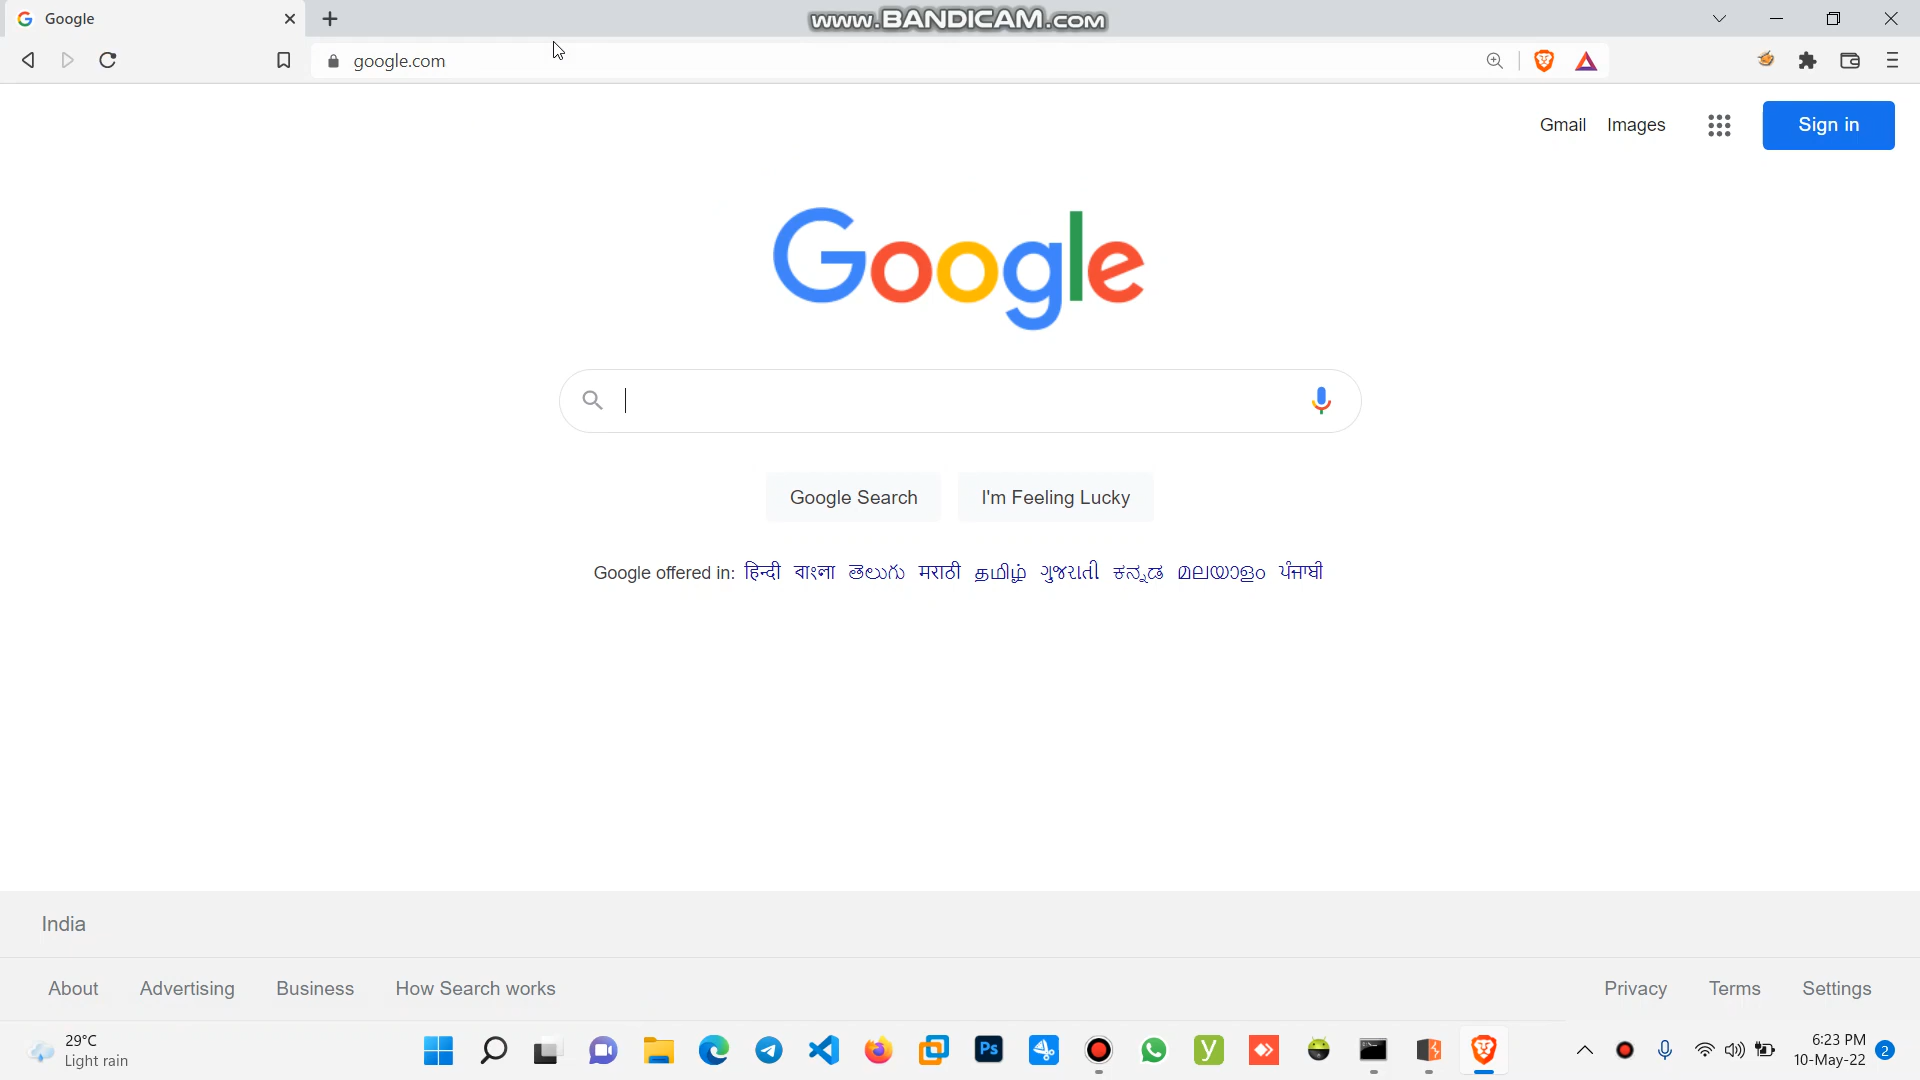 Google
www.BANDICAM.com
google.com
Gmail Images Sign in
Google
Google Search I'm Feeling Lucky
Google offered in: हिन्दी বাংলা తెలుగు मराठी தமிழ் ગુજરાતી ಕನ್ನಡ മലയാളം ਪੰਜਾਬੀ
India
About Advertising Business How Search works Privacy Terms Settings
29°C
Light rain
Ps
y
6:23 PM
10-May-22 2